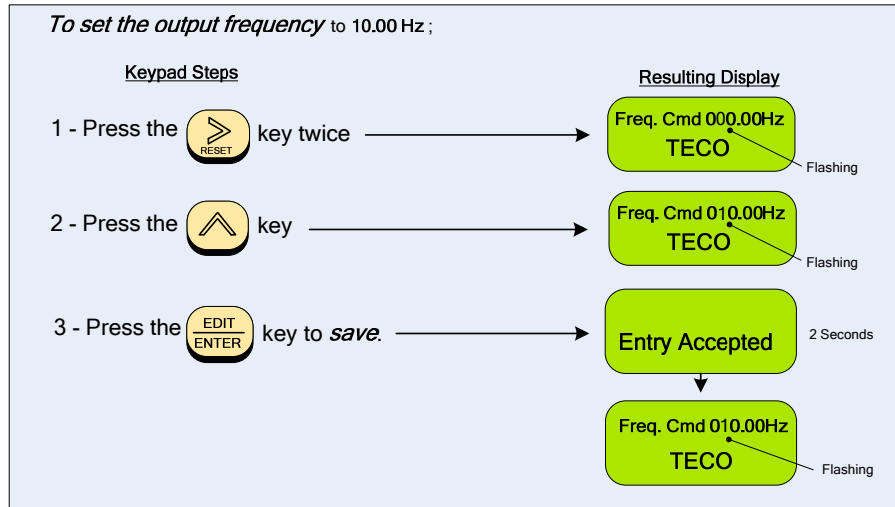 To set the output frequency to 10.00 Hz ;
Keypad Steps
Resulting Display
1 - Press the RESET key twice
Freq. Cmd 000.00Hz
TECO
Flashing
2 - Press the key
Freq. Cmd 010.00Hz
TECO
Flashing
3 - Press the EDIT
ENTER key to save.
Entry Accepted
2 Seconds
Freq. Cmd 010.00Hz
TECO
Flashing